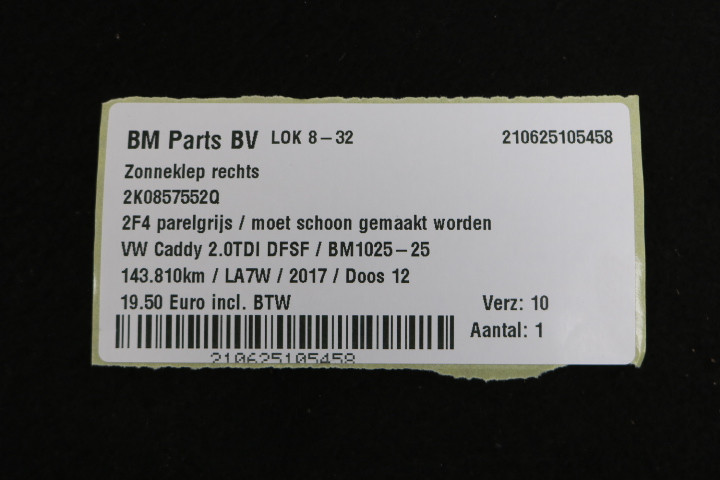 BM Parts BV LOK 8-32 210625105458
Zonneklep rechts
2K0857552Q
2F4 parelgrijs / moet schoon gemaakt worden
VW Caddy 2.0TDI DFSF / BM1025-25
143.810km / LA7W / 2017 / Doos 12
19.50 Euro incl. BTW Verz: 10
Aantal: 1
210625105458